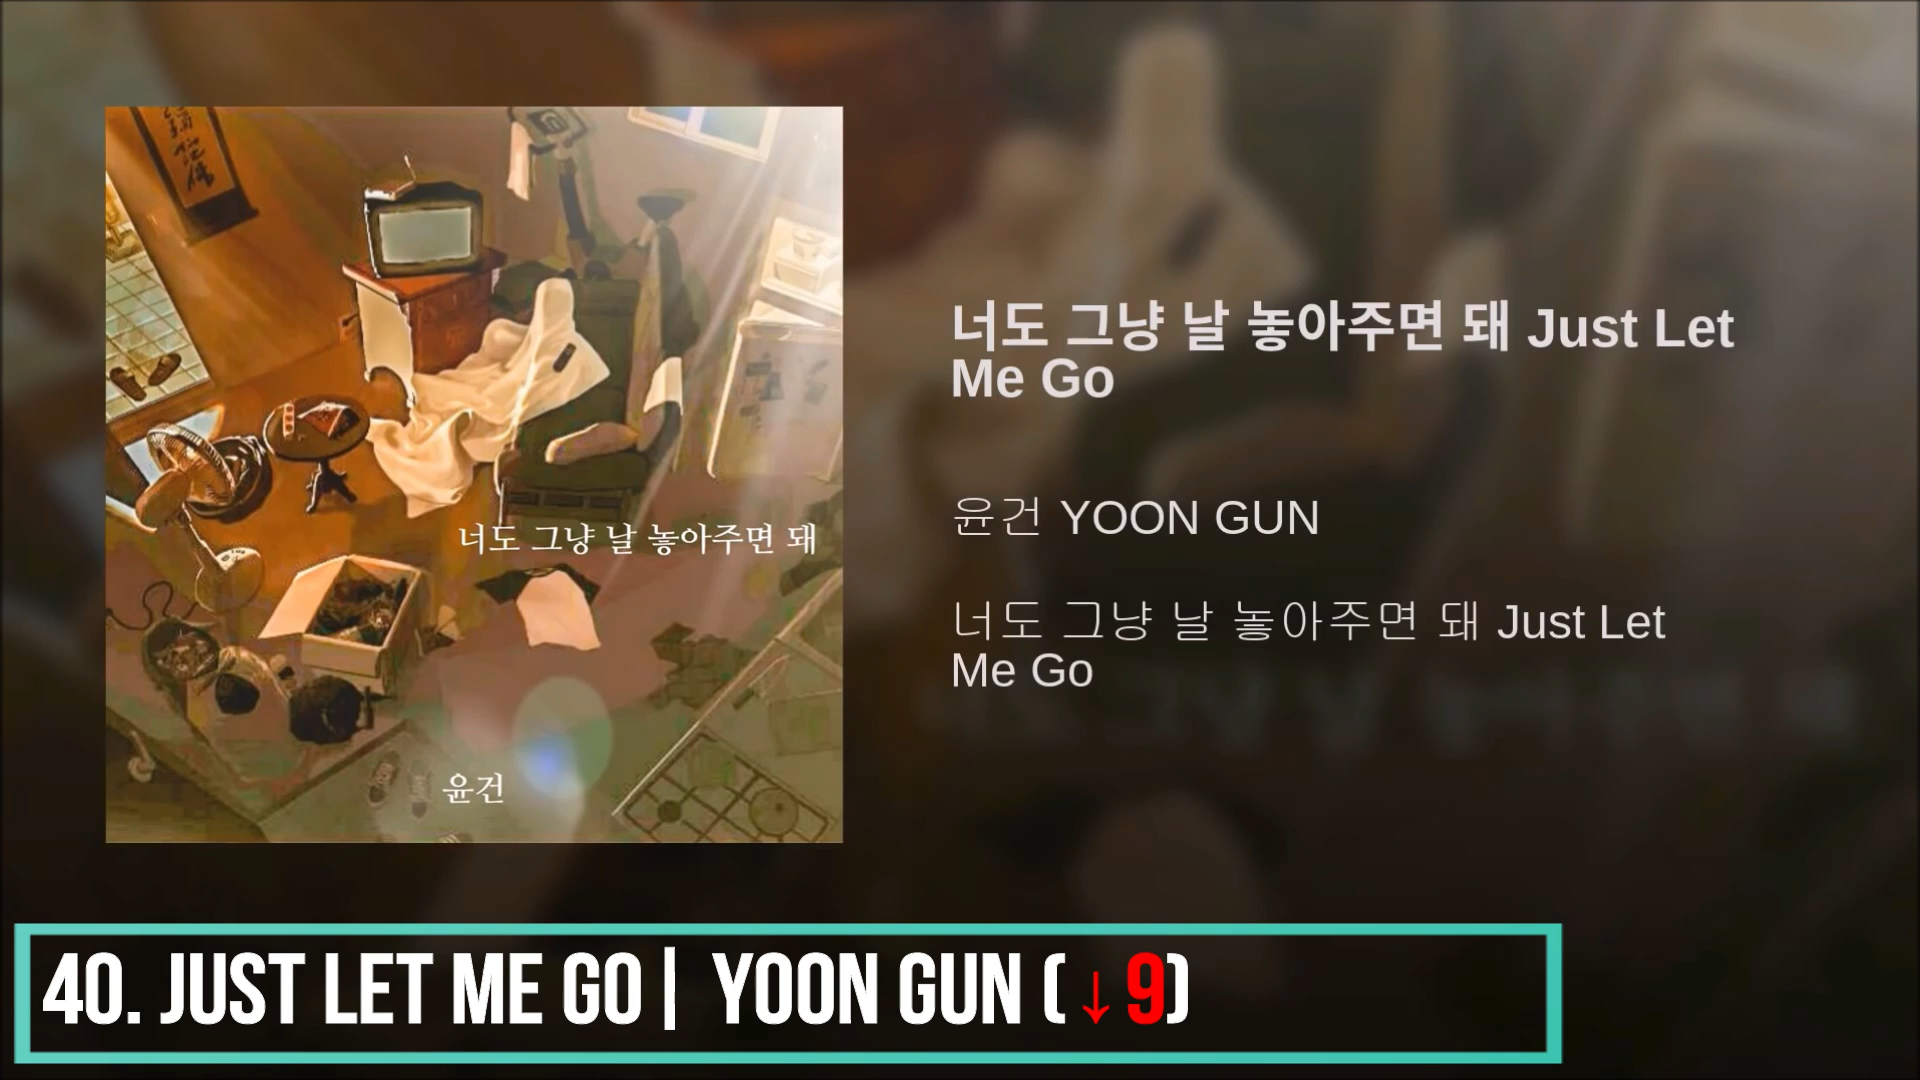 너도 그냥 날 놓아주면 돼
윤건
너도 그냥 날 놓아주면 돼 Just Let
Me Go
윤건 YOON GUN
너도 그냥 날 놓아주면 돼 Just Let
Me Go
40. JUST LET ME GO | YOON GUN (↓9)